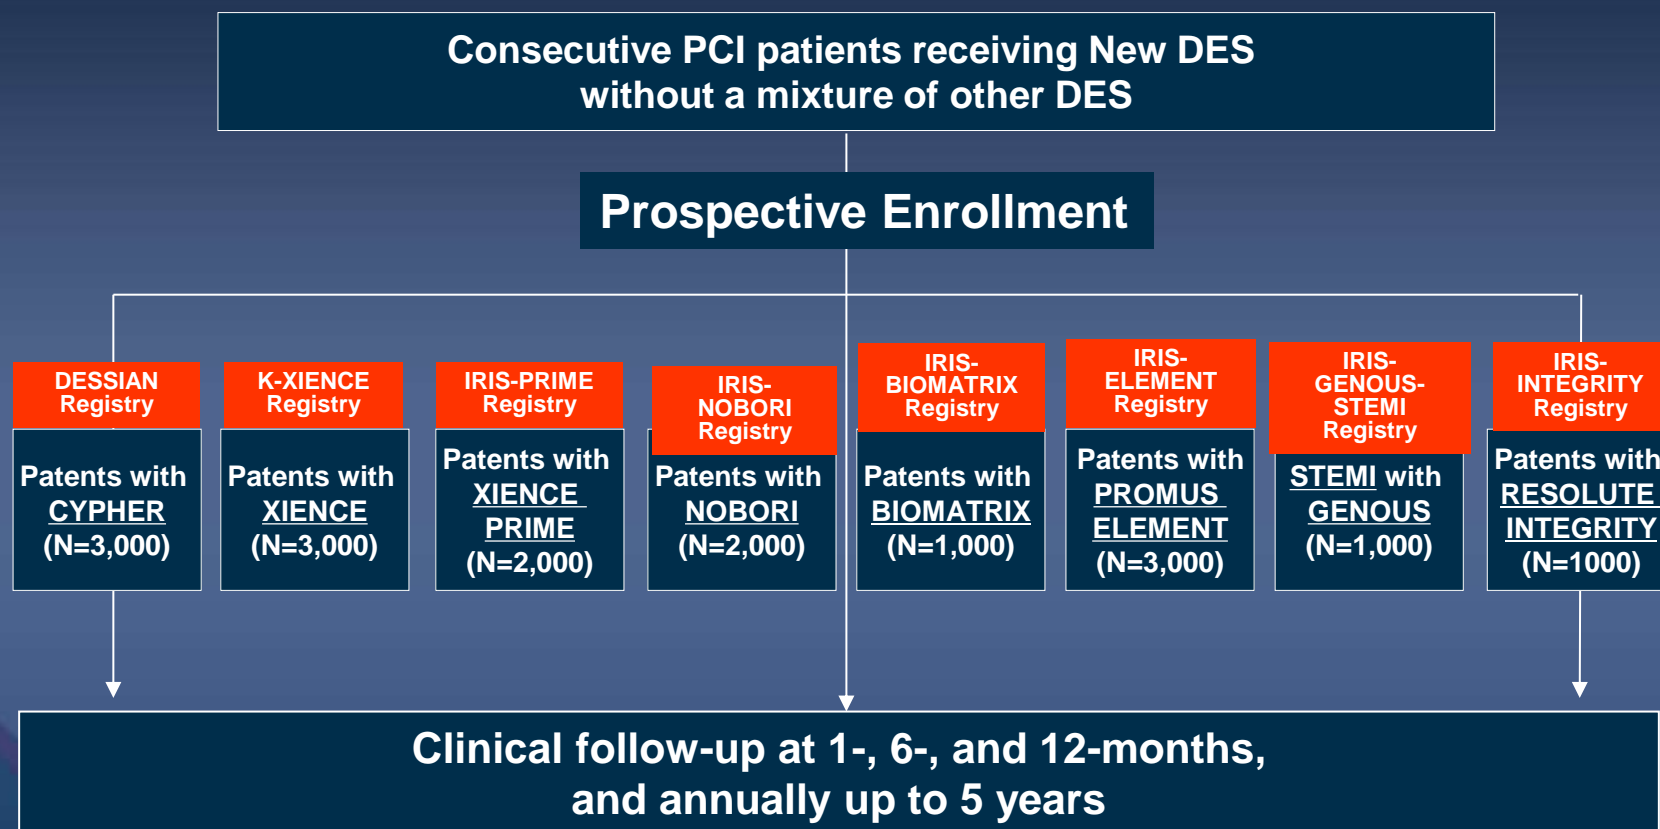 Consecutive PCI patients receiving New DES
without a mixture of other DES
Prospective Enrollment
DESSIAN
Registry
Patents with
CYPHER
(N=3,000)
K-XIENCE
Registry
Patents with
XIENCE
(N=3,000)
IRIS-PRIME
Registry
Patents with
XIENCE
PRIME
(N=2,000)
IRIS-
NOBORI
Registry
Patents with
NOBORI
(N=2,000)
IRIS-
BIOMATRIX
Registry
Patents with
BIOMATRIX
(N=1,000)
IRIS-
ELEMENT
Registry
Patents with
PROMUS
ELEMENT
(N=3,000)
IRIS-
GENOUS-
STEMI
Registry
STEMI with
GENOUS
(N=1,000)
IRIS-
INTEGRITY
Registry
Patents with
RESOLUTE
INTEGRITY
(N=1000)
Clinical follow-up at 1-, 6-, and 12-months,
and annually up to 5 years